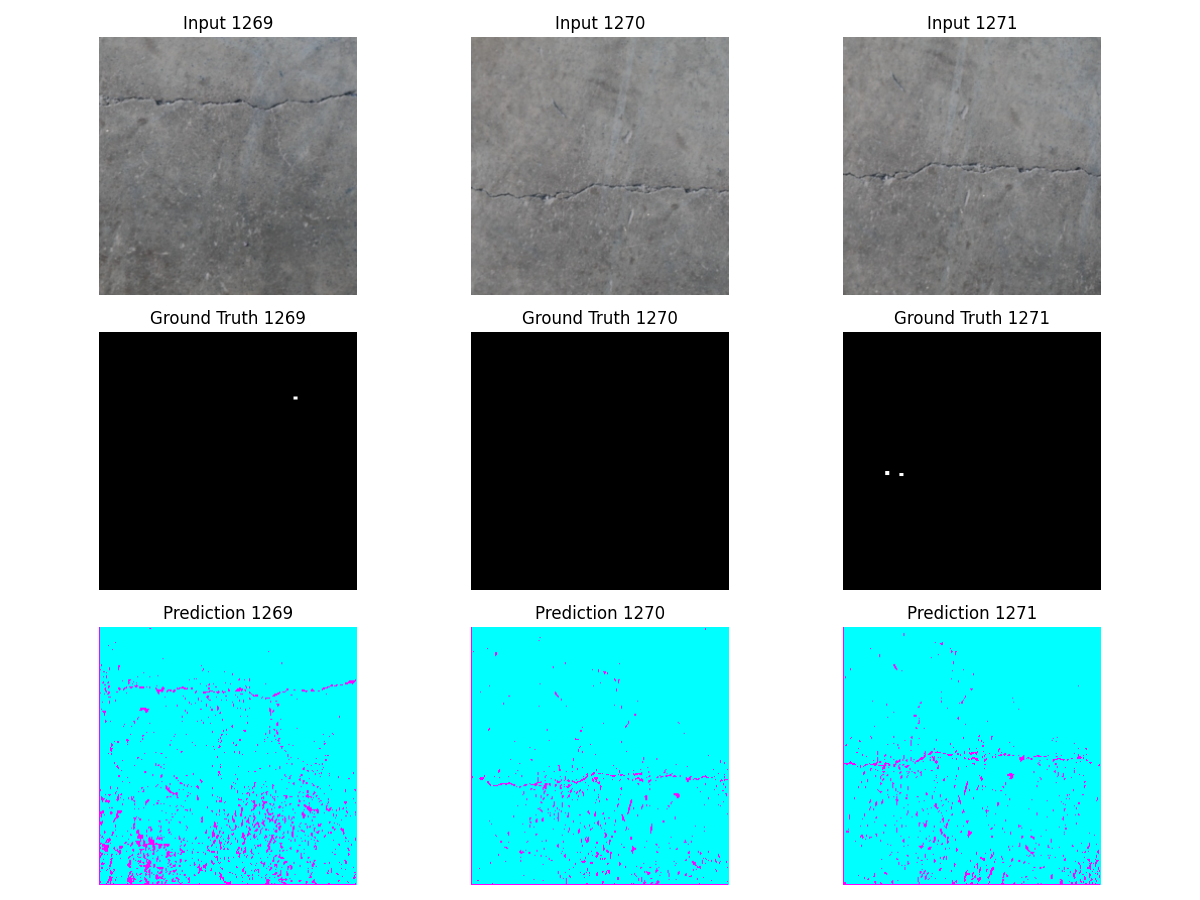 Input 1269
Input 1270
Input 1271
Ground Truth 1269
Ground Truth 1270
Ground Truth 1271
Prediction 1269
Prediction 1270
Prediction 1271